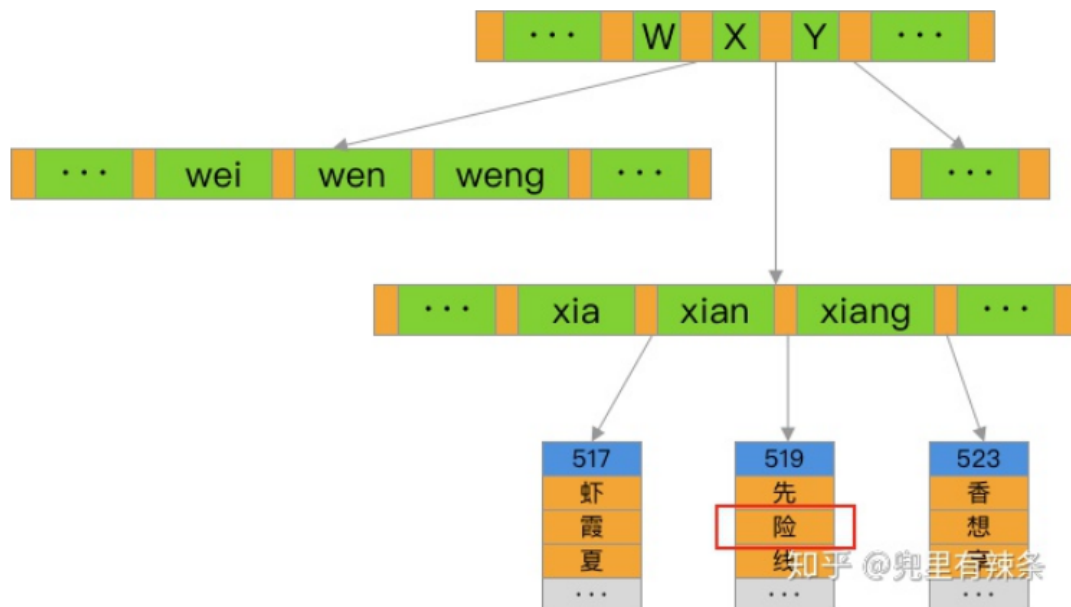 ··· W X Y ···
··· wei wen weng ··· ···
··· xia xian xiang ···
517 519 523
虾 先 香
霞 险 想
夏 线
··· ··· ···
知乎 @兜里有辣条